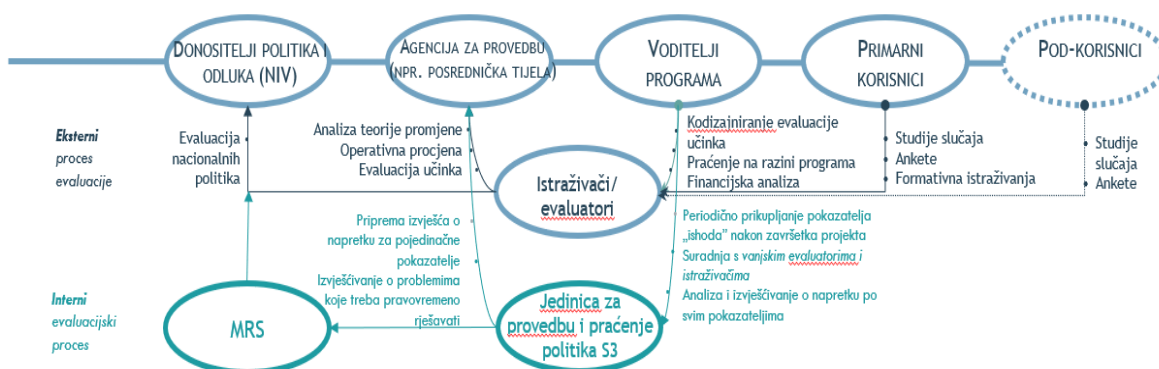 DONOSITELJI POLITIKA I
ODLUKA (NIV)
AGENCIJA ZA PROVEDBU
(NPR. POSREDNIČKA TIJELA)
VODITELJI
PROGRAMA
PRIMARNI
KORISNICI
POD-KORISNICI
Eksterni
proces
evaluacije
Evaluacija
nacionalnih
politika
Analiza teorije promjene
Operativna procjena
Evaluacija učinka
Istraživači/
evaluatori
Kodizajniranje evaluacije
učinka
Praćenje na razini programa
Financijska analiza
Studije slučaja
Ankete
Formativna istraživanja
Studije
slučaja
Ankete
Interni
evaluacijski
proces
MRS
Priprema izvješća o
napretku za pojedinačne
pokazatelje
Izvješćivanje o problemima
koje treba pravovremeno
rješavati
Jedinica za
provedbu i praćenje
politika S3
Periodično prikupljanje pokazatelja
„ishoda” nakon završetka projekta
Suradnja s vanjskim evaluatorima i
istraživačima
Analiza i izvješćivanje o napretku po
svim pokazateljima